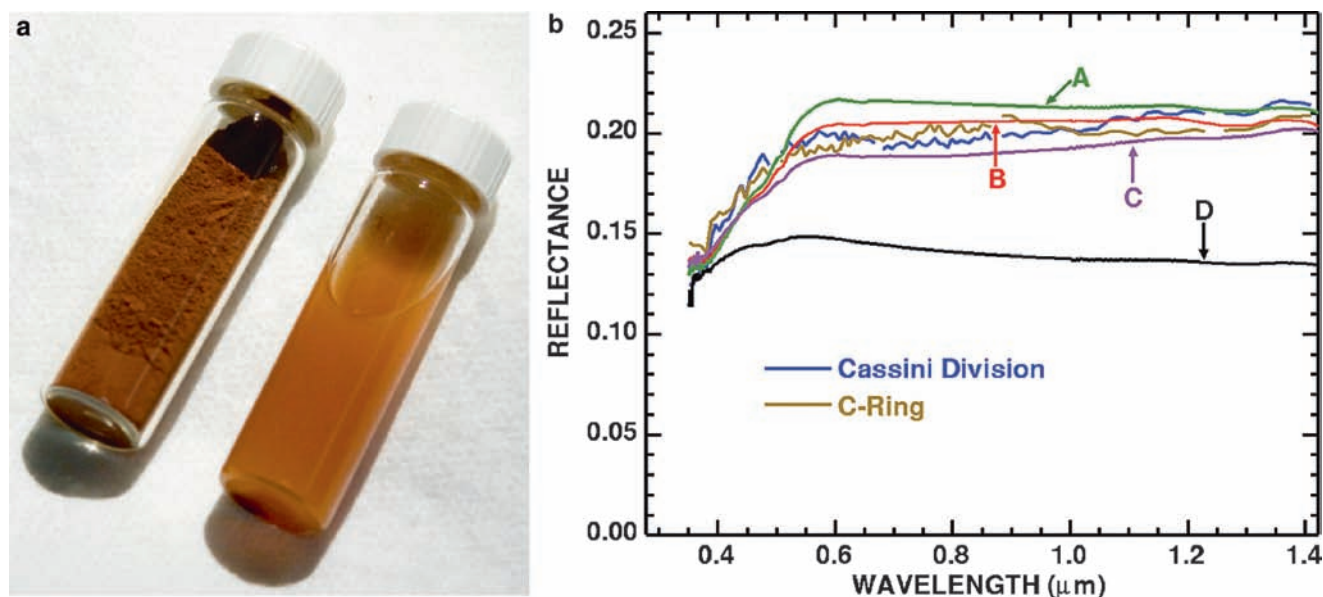 a
b
0.25
0.20
0.15
0.10
0.05
0.00
REFLECTANCE
A
B
C
D
Cassini Division
C-Ring
0.4 0.6 0.8 1.0 1.2 1.4
WAVELENGTH (μm)